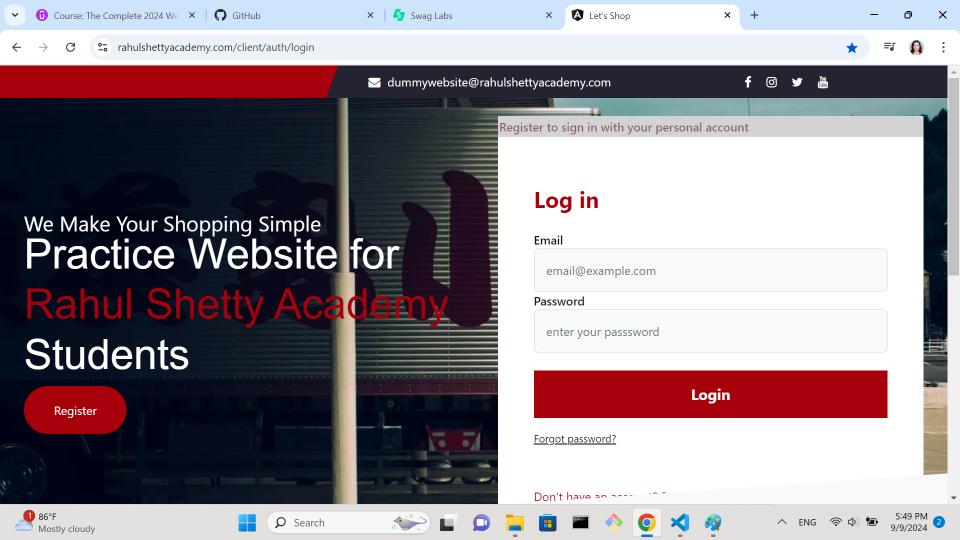 Course: The Complete 2024 We
GitHub
Swag Labs
Let's Shop
rahulshettyacademy.com/client/auth/login
dummywebsite@rahulshettyacademy.com
Register to sign in with your personal account
We Make Your Shopping Simple
Practice Website for
Rahul Shetty Academy
Students
Register
Log in
Email
email@example.com
Password
enter your passsword
Login
Forgot password?
Don't have an account?
1
86°F
Mostly cloudy
Search
ENG
5:49 PM
9/9/2024
2